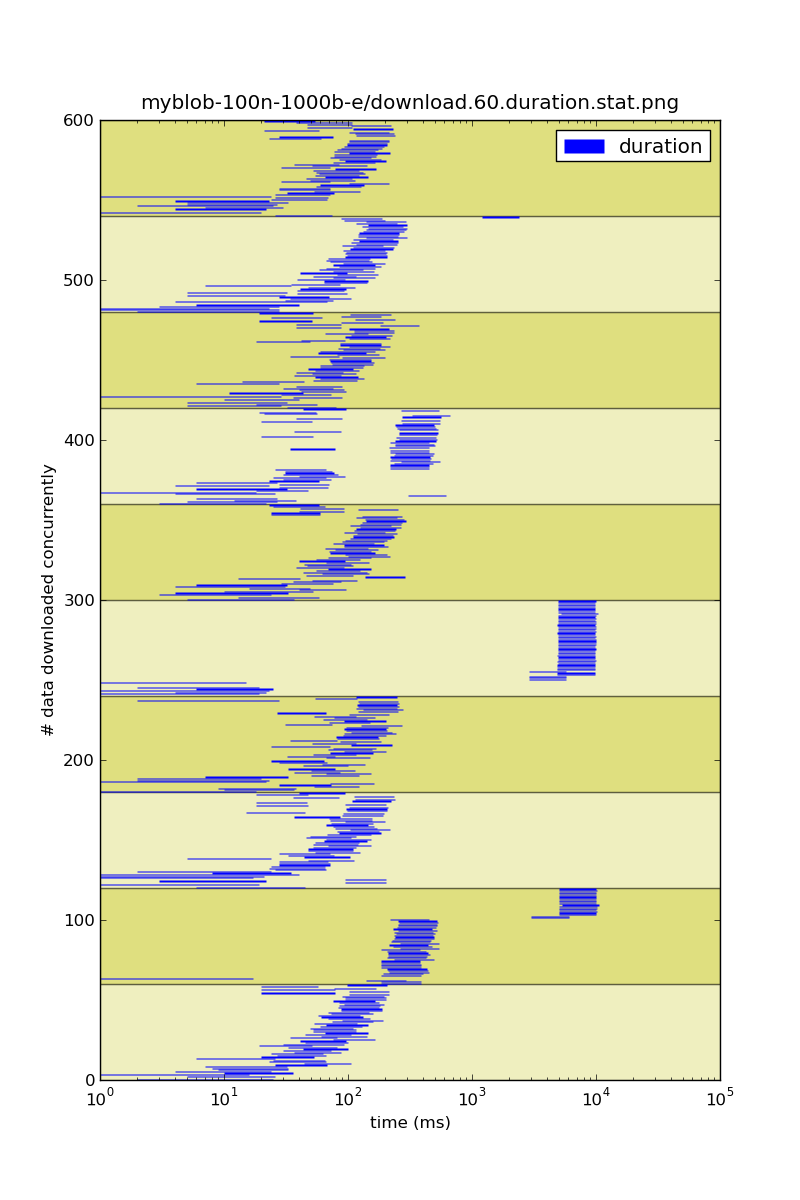 myblob-100n-1000b-e/download.60.duration.stat.png
duration
600
500
400
300
200
100
0
# data downloaded concurrently
10^0 10^1 10^2 10^3 10^4 10^5
time (ms)